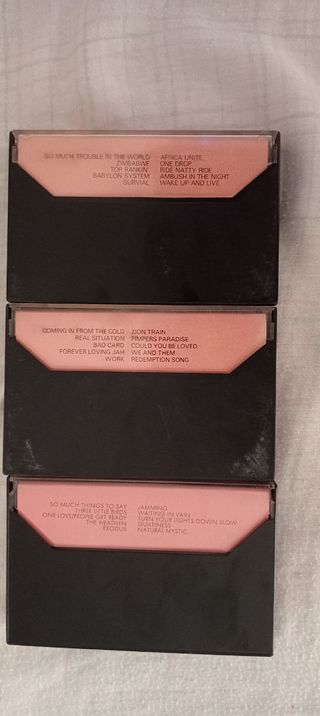 SO MUCH TROUBLE IN THE WORLD AFRICA UNITE
ZIMBABWE ONE DROP
TOP RANKIN' RIDE NATTY RIDE
BABYLON SYSTEM AMBUSH IN THE NIGHT
SURVIAL WAKE UP AND LIVE
COMING IN FROM THE COLD ZION TRAIN
REAL SITUATION PIMPERS PARADISE
BAD CARD COULD YOU BE LOVED
FOREVER LOVING JAH WE AND THEM
WORK REDEMPTION SONG
SO MUCH THINGS TO SAY JAMMING
THREE LITTLE BIRDS WAITING IN VAIN
ONE LOVE/PEOPLE GET READY TURN YOUR LIGHTS DOWN SLOW
THE HEATHEN GUILTINESS
EXODUS NATURAL MYSTIC